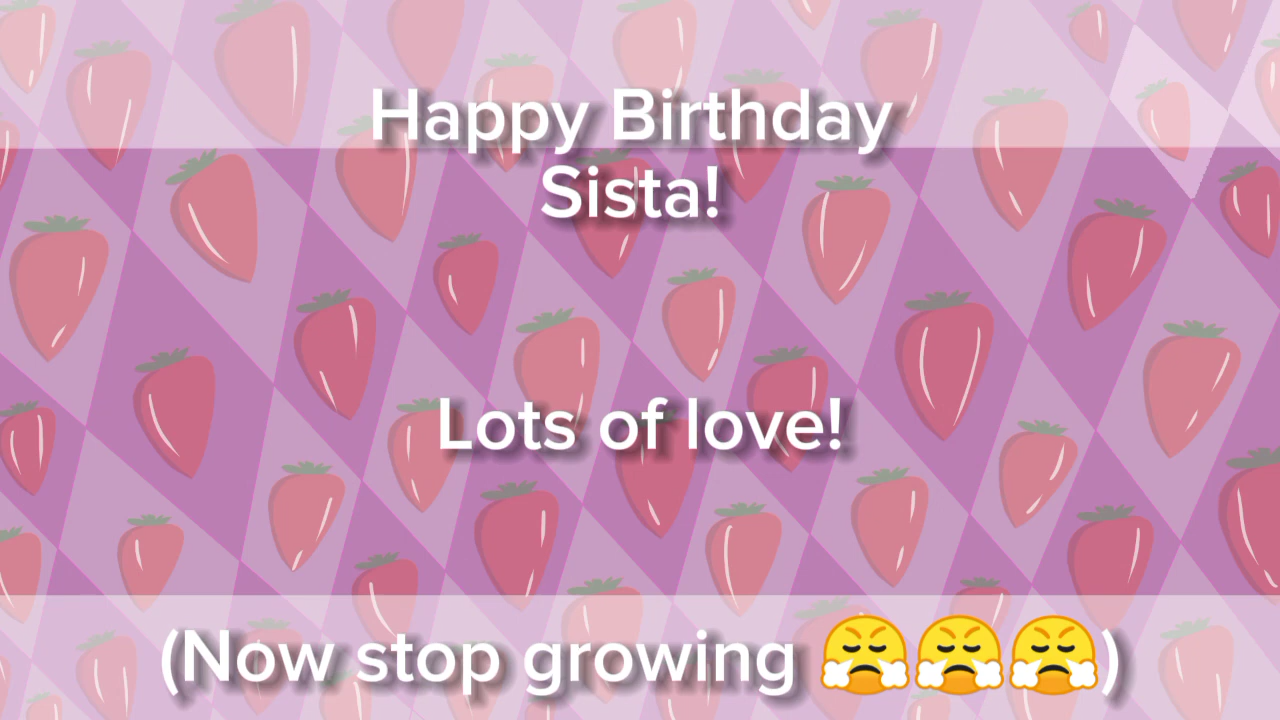 Happy Birthday
Sista!
Lots of love!
(Now stop growing 😤😤😤)